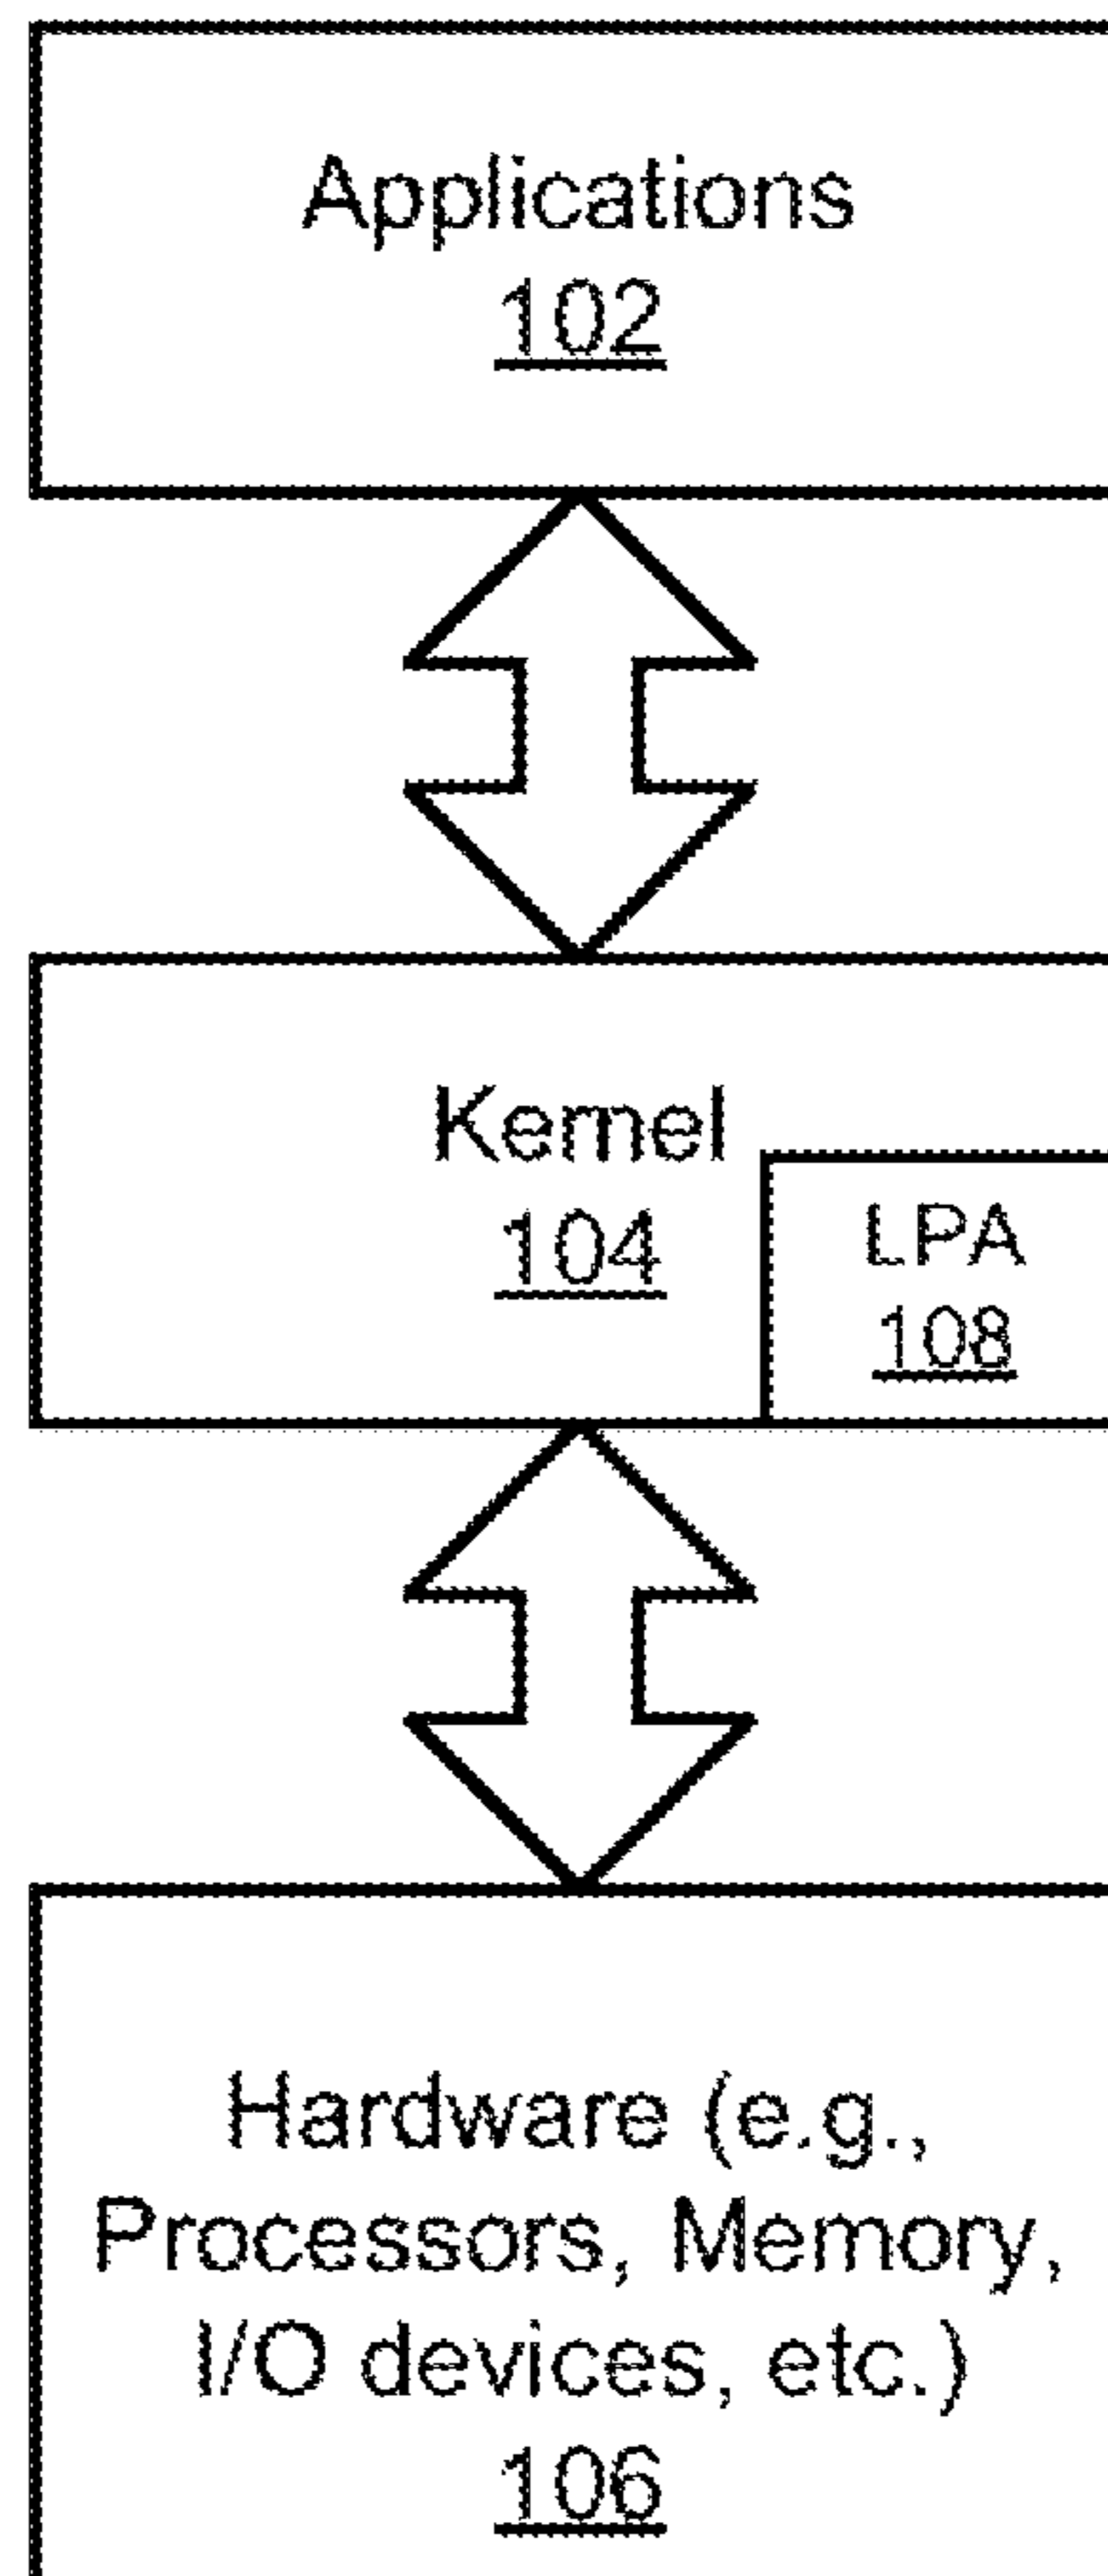 Applications
102
Kernel
104
LPA
108
Hardware (e.g.,
Processors, Memory,
I/O devices, etc.)
106